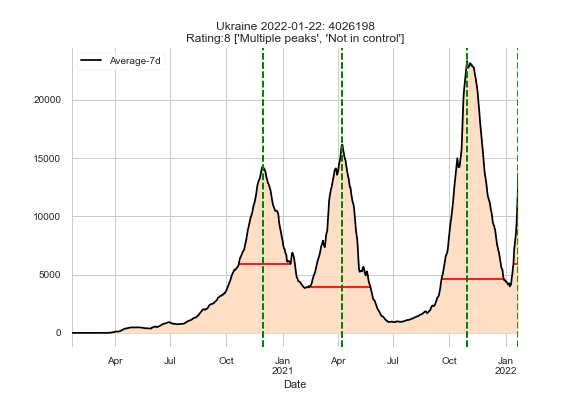 Ukraine 2022-01-22: 4026198
Rating:8 ['Multiple peaks', 'Not in control']
Average-7d
20000
15000
10000
5000
0
Apr
Jul
Oct
Jan
2021
Apr
Jul
Oct
Jan
2022
Date